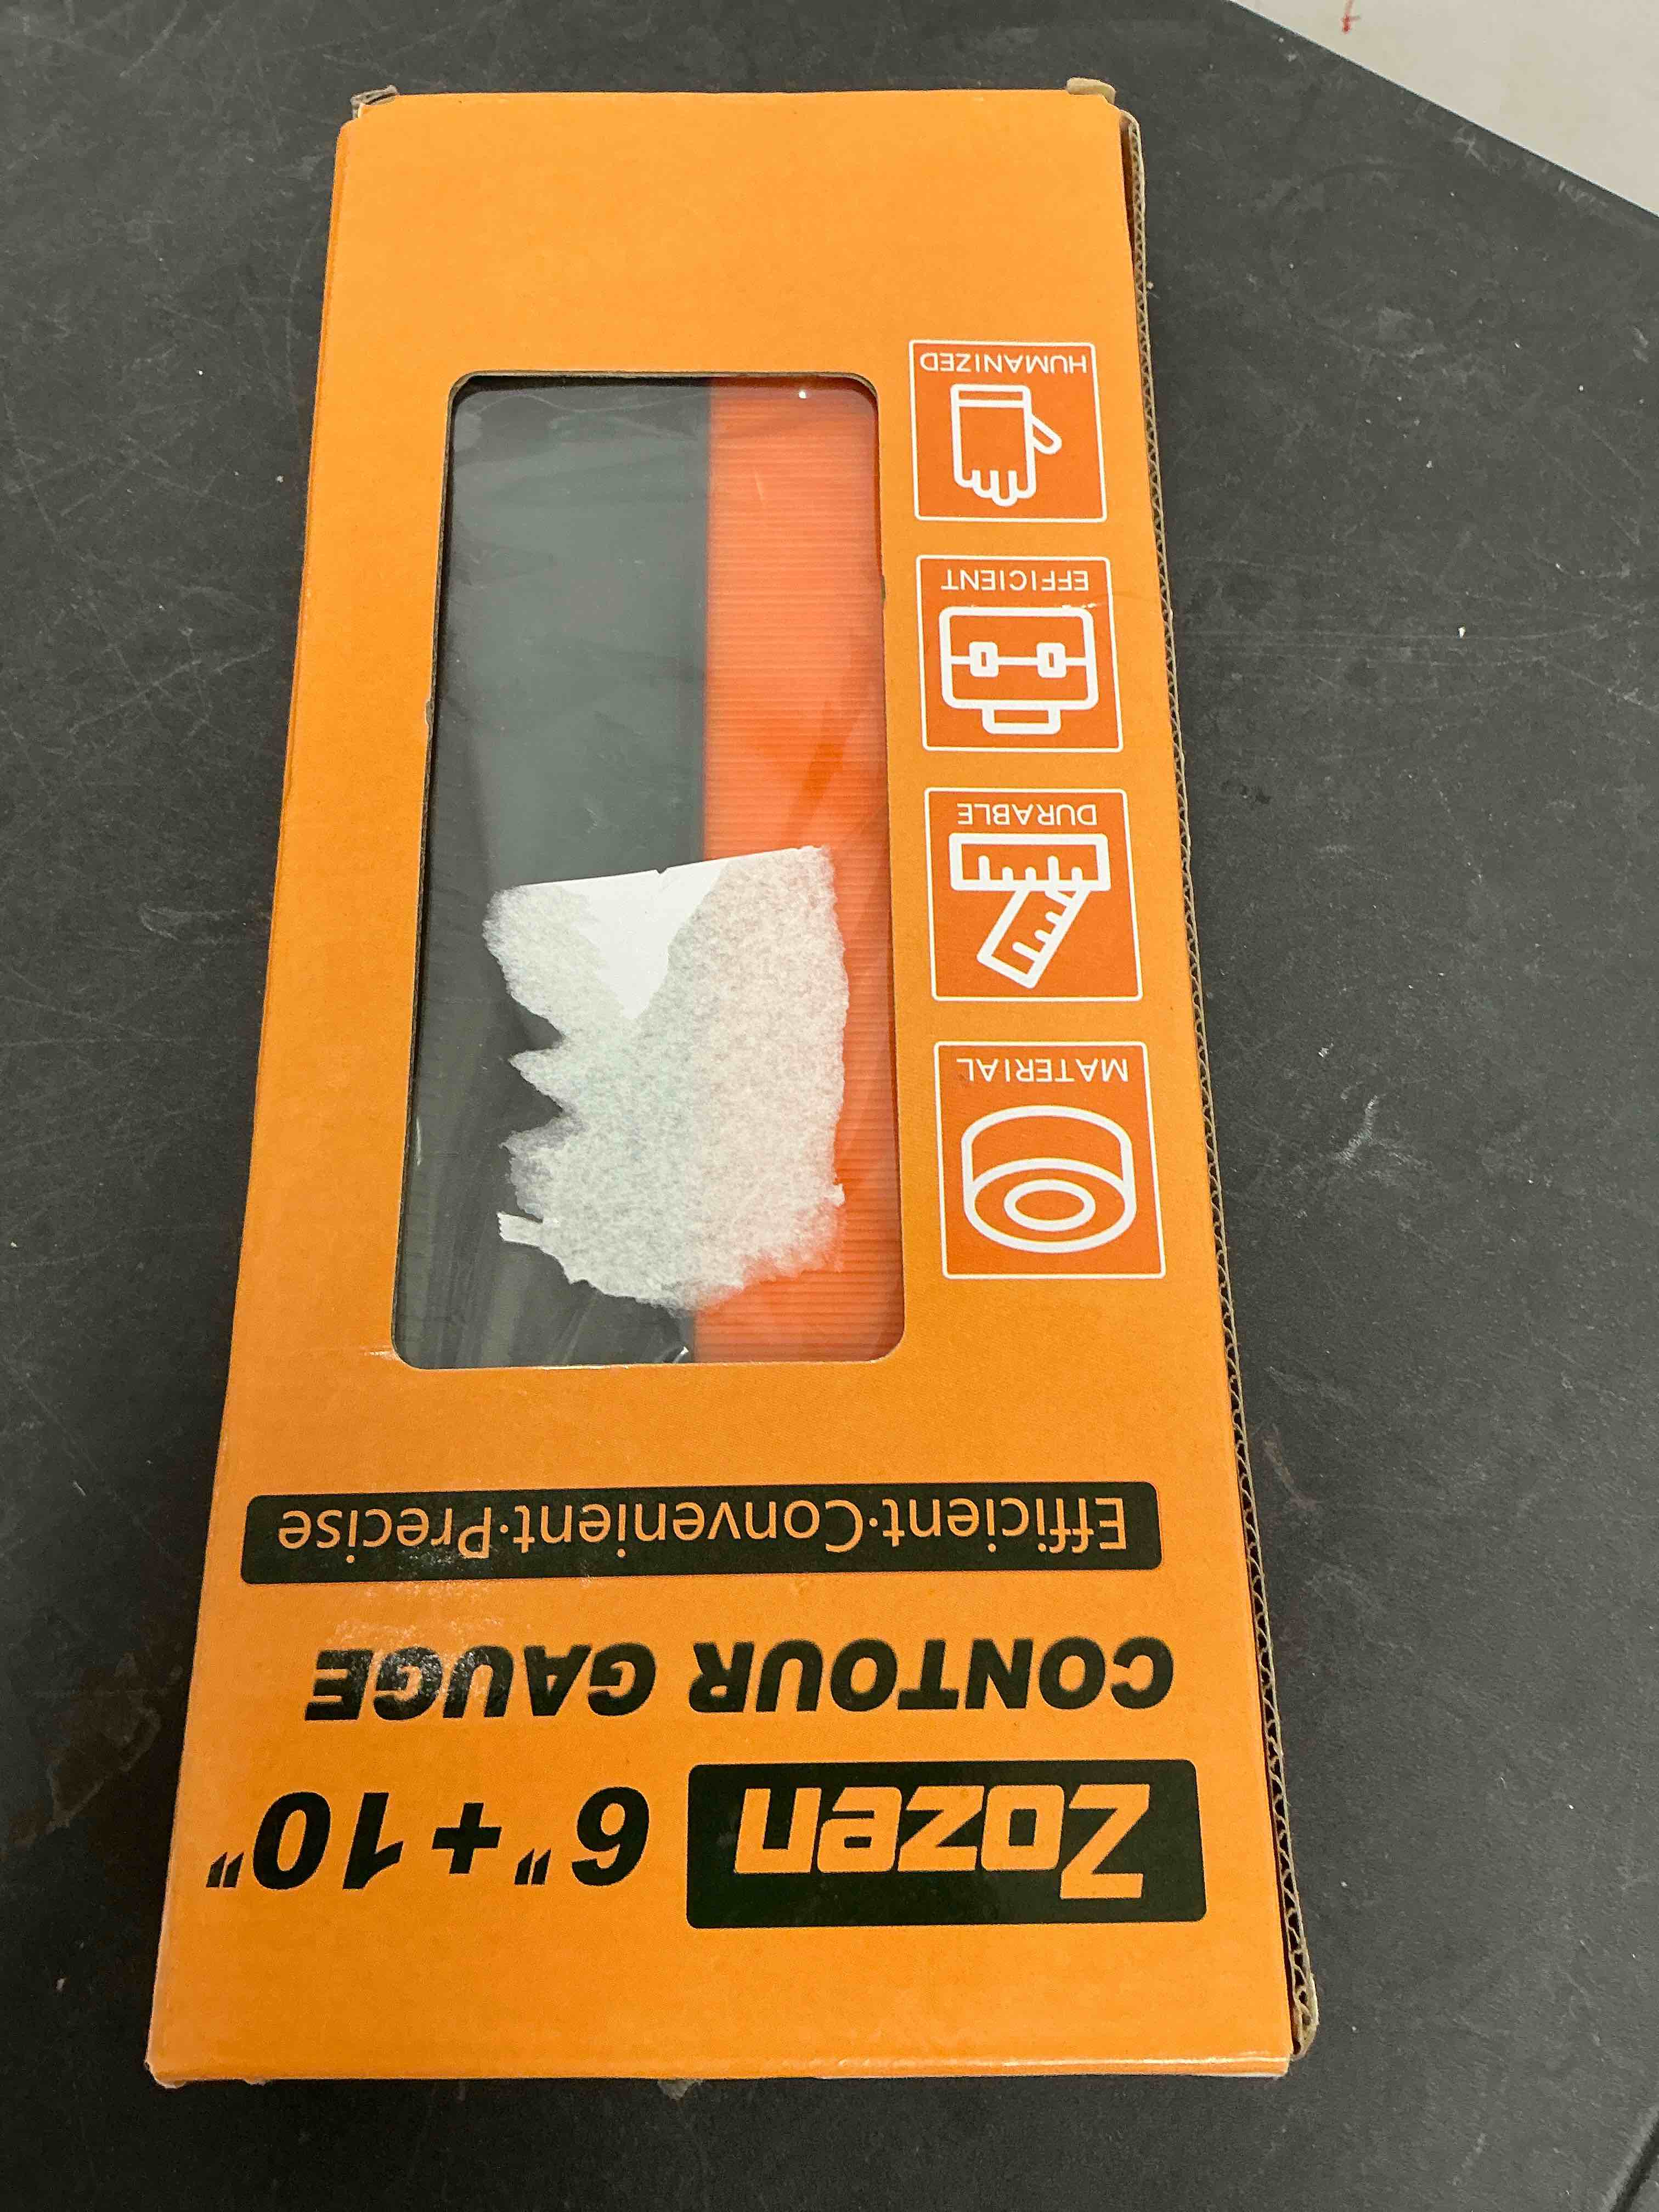 Zozen 6"+10"
CONTOUR GAUGE
Efficient·Convenient·Precise
MATERIAL
DURABLE
EFFICIENT
HUMANIZED